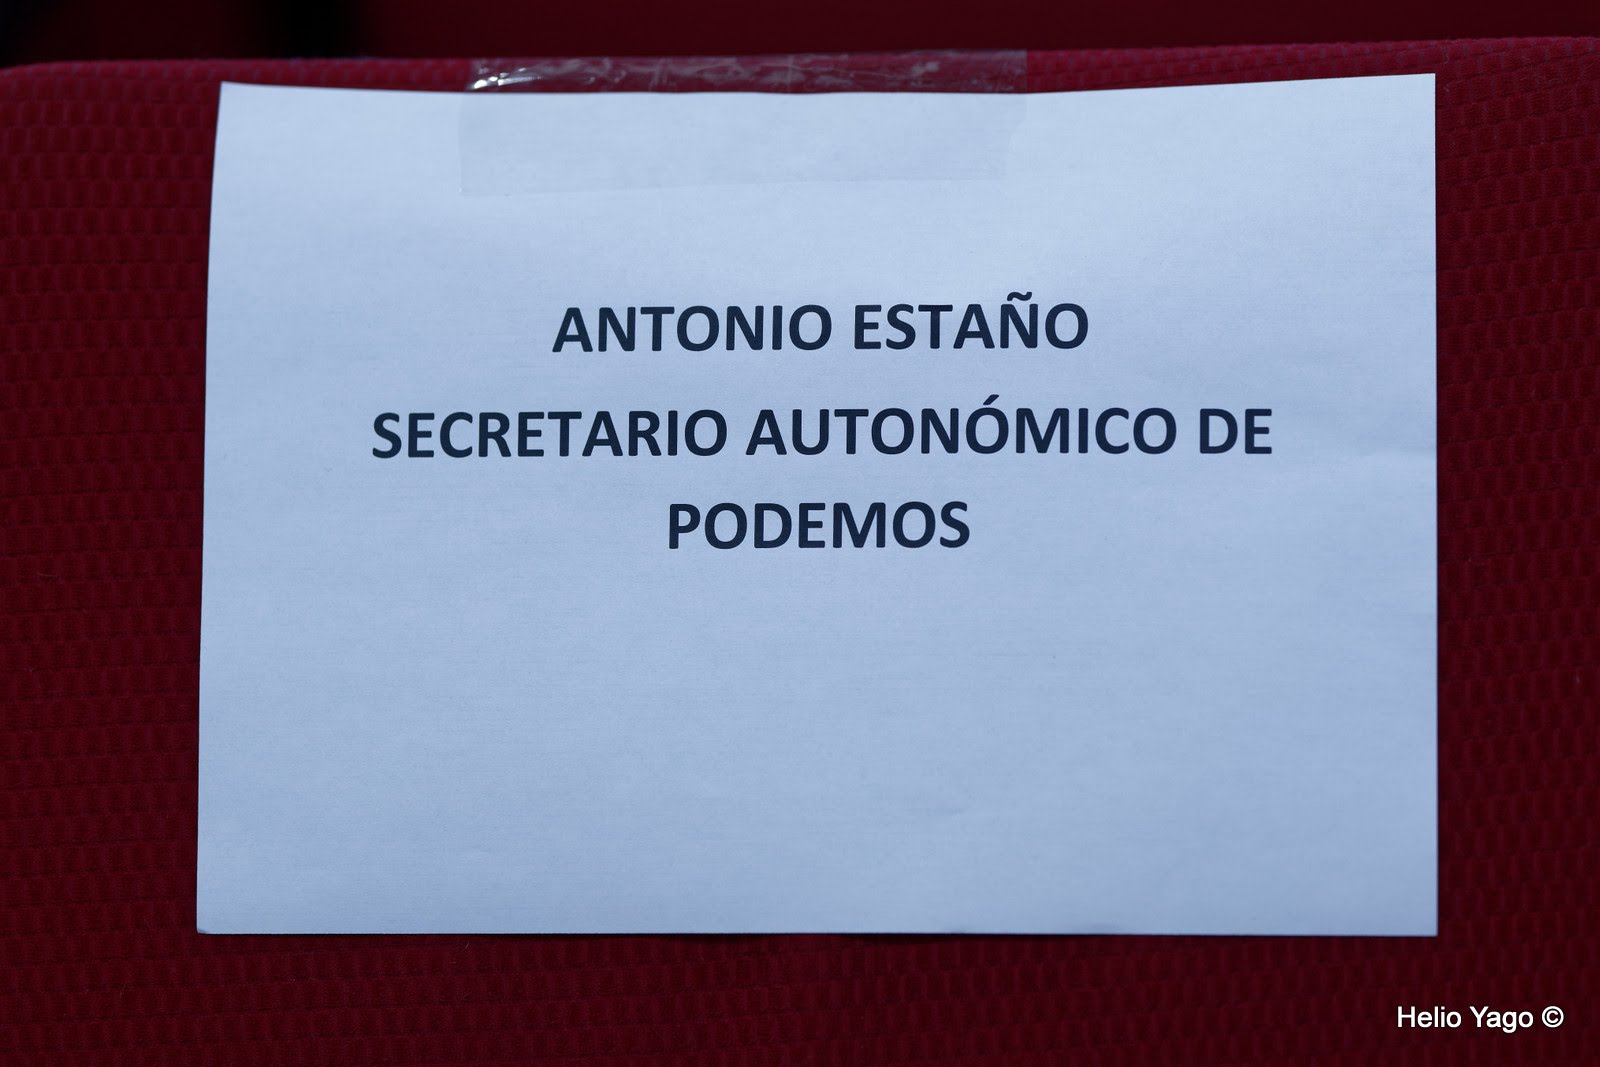 ANTONIO ESTAÑO
SECRETARIO AUTONÓMICO DE
PODEMOS
Helio Yago ©